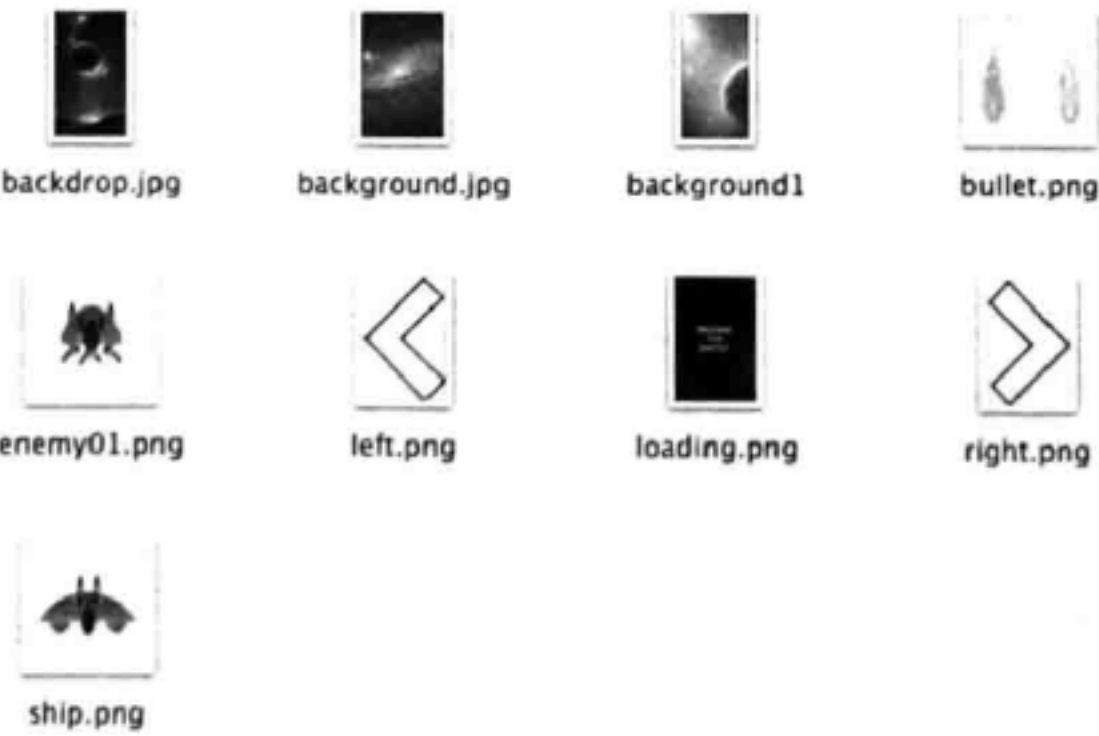 backdrop.jpg background.jpg background1 bullet.png
enemy01.png left.png loading.png right.png
ship.png